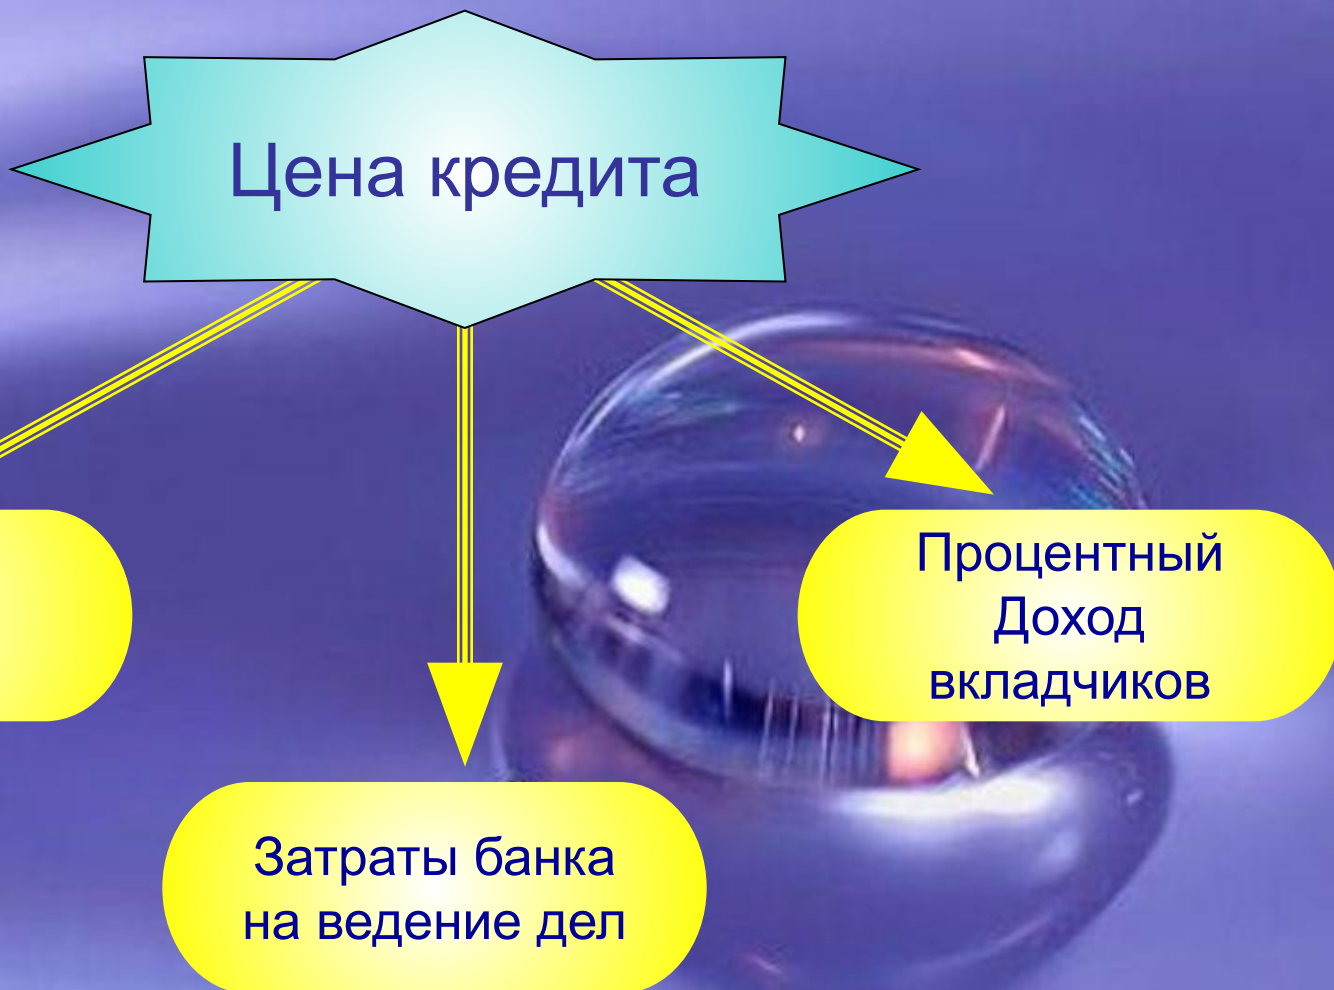 Цена кредита
Процентный
Доход
вкладчиков
Затраты банка
на ведение дел